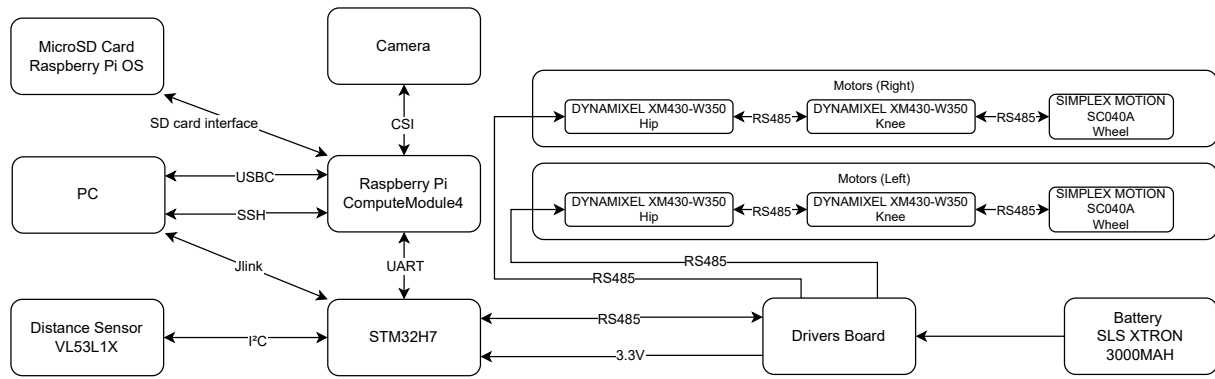 MicroSD Card
Raspberry Pi OS
Camera
SD card interface
CSI
PC
USBC
SSH
Raspberry Pi
ComputeModule4
Jlink
UART
Distance Sensor
VL53L1X
I²C
STM32H7
RS485
3.3V
Motors (Right)
DYNAMIXEL XM430-W350
Hip
RS485
DYNAMIXEL XM430-W350
Knee
RS485
SIMPLEX MOTION
SC040A
Wheel
Motors (Left)
DYNAMIXEL XM430-W350
Hip
RS485
DYNAMIXEL XM430-W350
Knee
RS485
SIMPLEX MOTION
SC040A
Wheel
RS485
RS485
Drivers Board
Battery
SLS XTRON
3000MAH